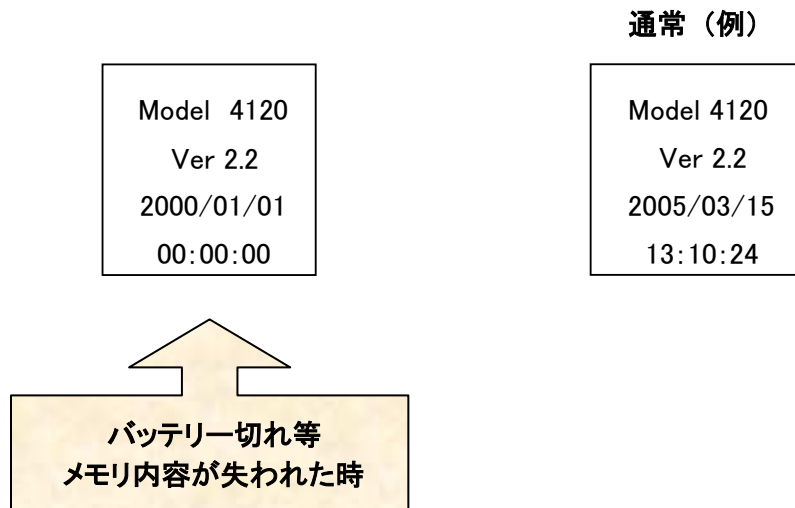 通常（例）
Model 4120
Ver 2.2
2000/01/01
00:00:00
Model 4120
Ver 2.2
2005/03/15
13:10:24
バッテリー切れ等
メモリ内容が失われた時